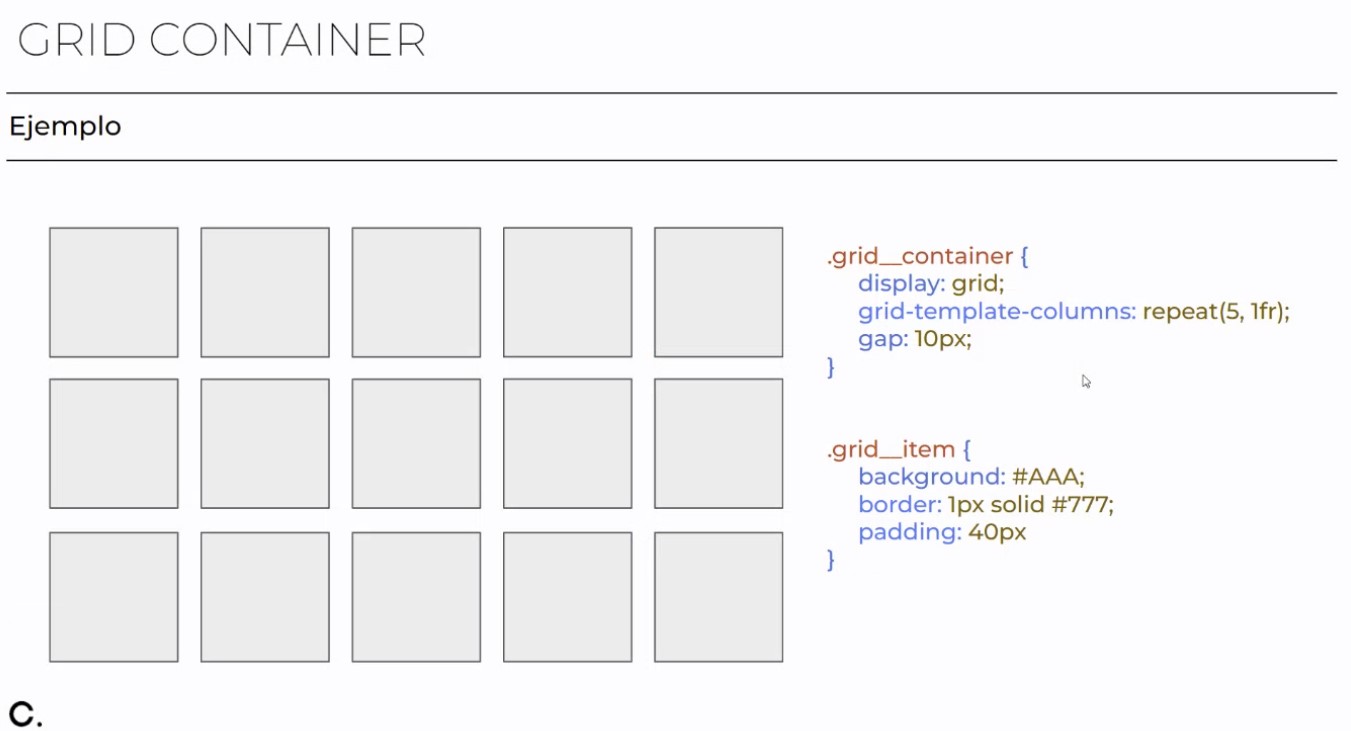 GRID CONTAINER
Ejemplo
.grid__container {
display: grid;
grid-template-columns: repeat(5, 1fr);
gap: 10px;
}
.grid__item {
background: #AAA;
border: 1px solid #777;
padding: 40px
}
C.